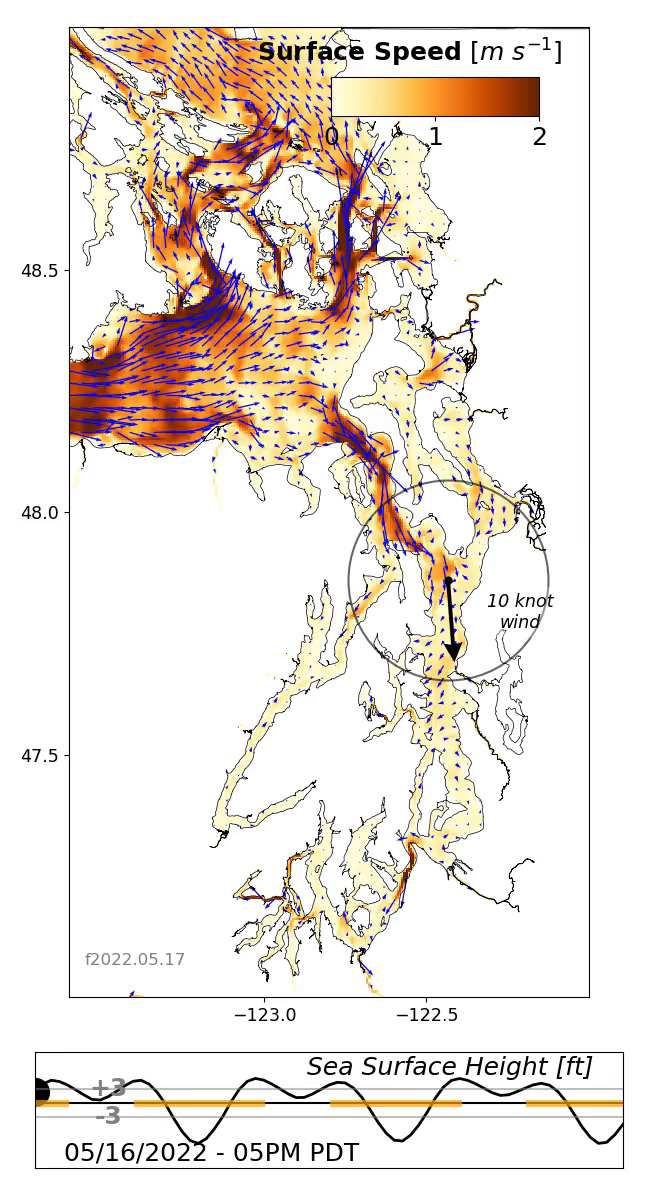 Surface Speed [m s⁻¹]
0 1 2
48.5
48.0
10 knot
wind
47.5
f2022.05.17
−123.0 −122.5
Sea Surface Height [ft]
+3
-3
05/16/2022 - 05PM PDT